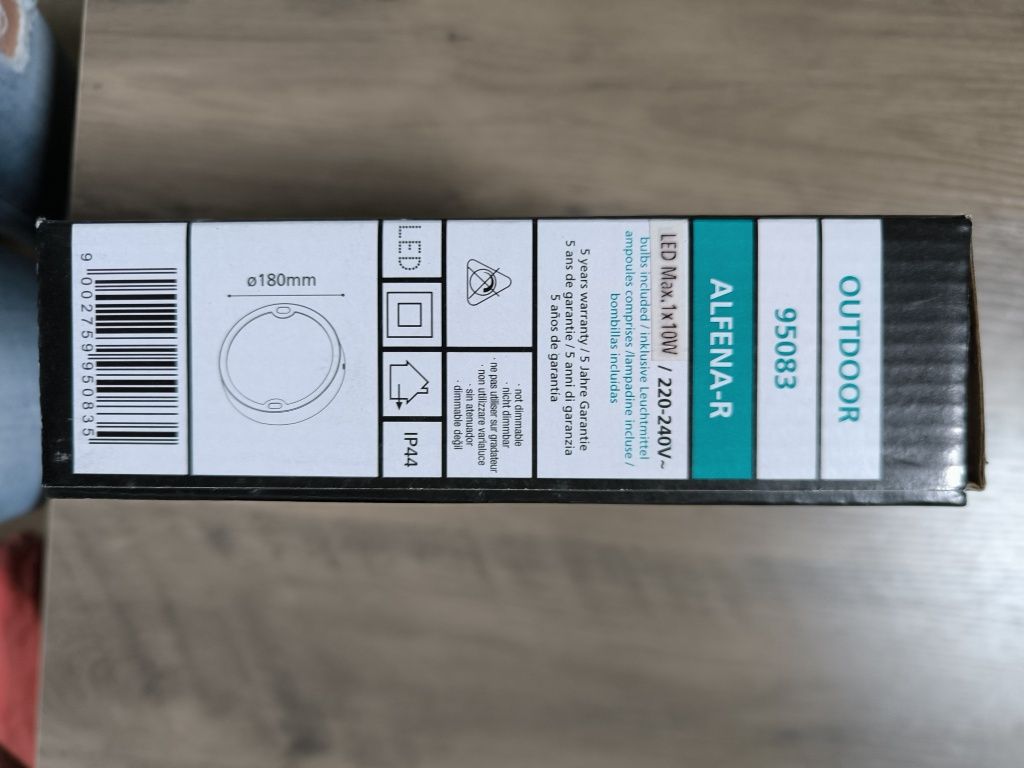 OUTDOOR
95083
ALFENA-R
LED Max.1x10W / 220-240V~
bulbs included / inklusive Leuchtmittel
ampoules comprises /lampadine incluse /
bombillas incluidas
5 years warranty / 5 Jahre Garantie
5 ans de garantie / 5 anni di garanzia
5 años de garantia
· not dimmable
· nicht dimmbar
· ne pas utiliser sur gradateur
· non utilizzare varialuce
· sin atenuador
· dimmable değil
LED
IP44
ø180mm
9 002759 950835